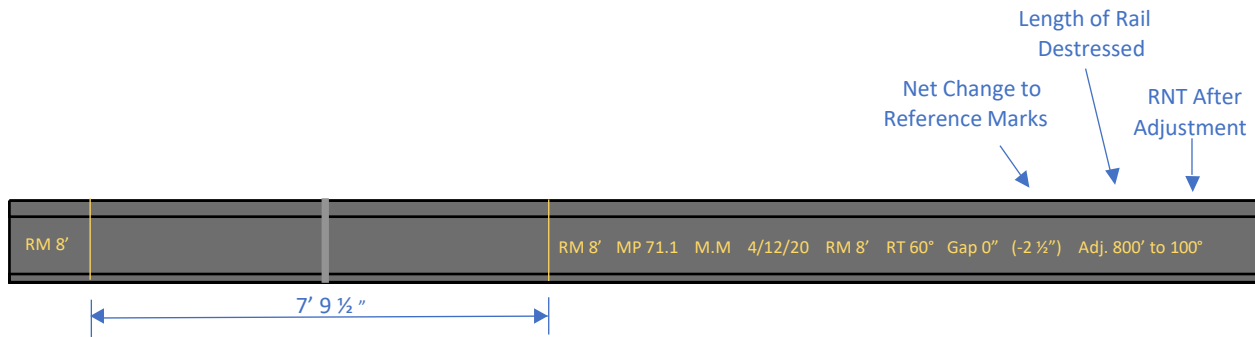 Length of Rail
Destressed
Net Change to
Reference Marks
RNT After
Adjustment
RM 8’
RM 8’ MP 71.1 M.M 4/12/20 RM 8’ RT 60° Gap 0” (-2 ½”) Adj. 800’ to 100°
7’ 9 ½ ”